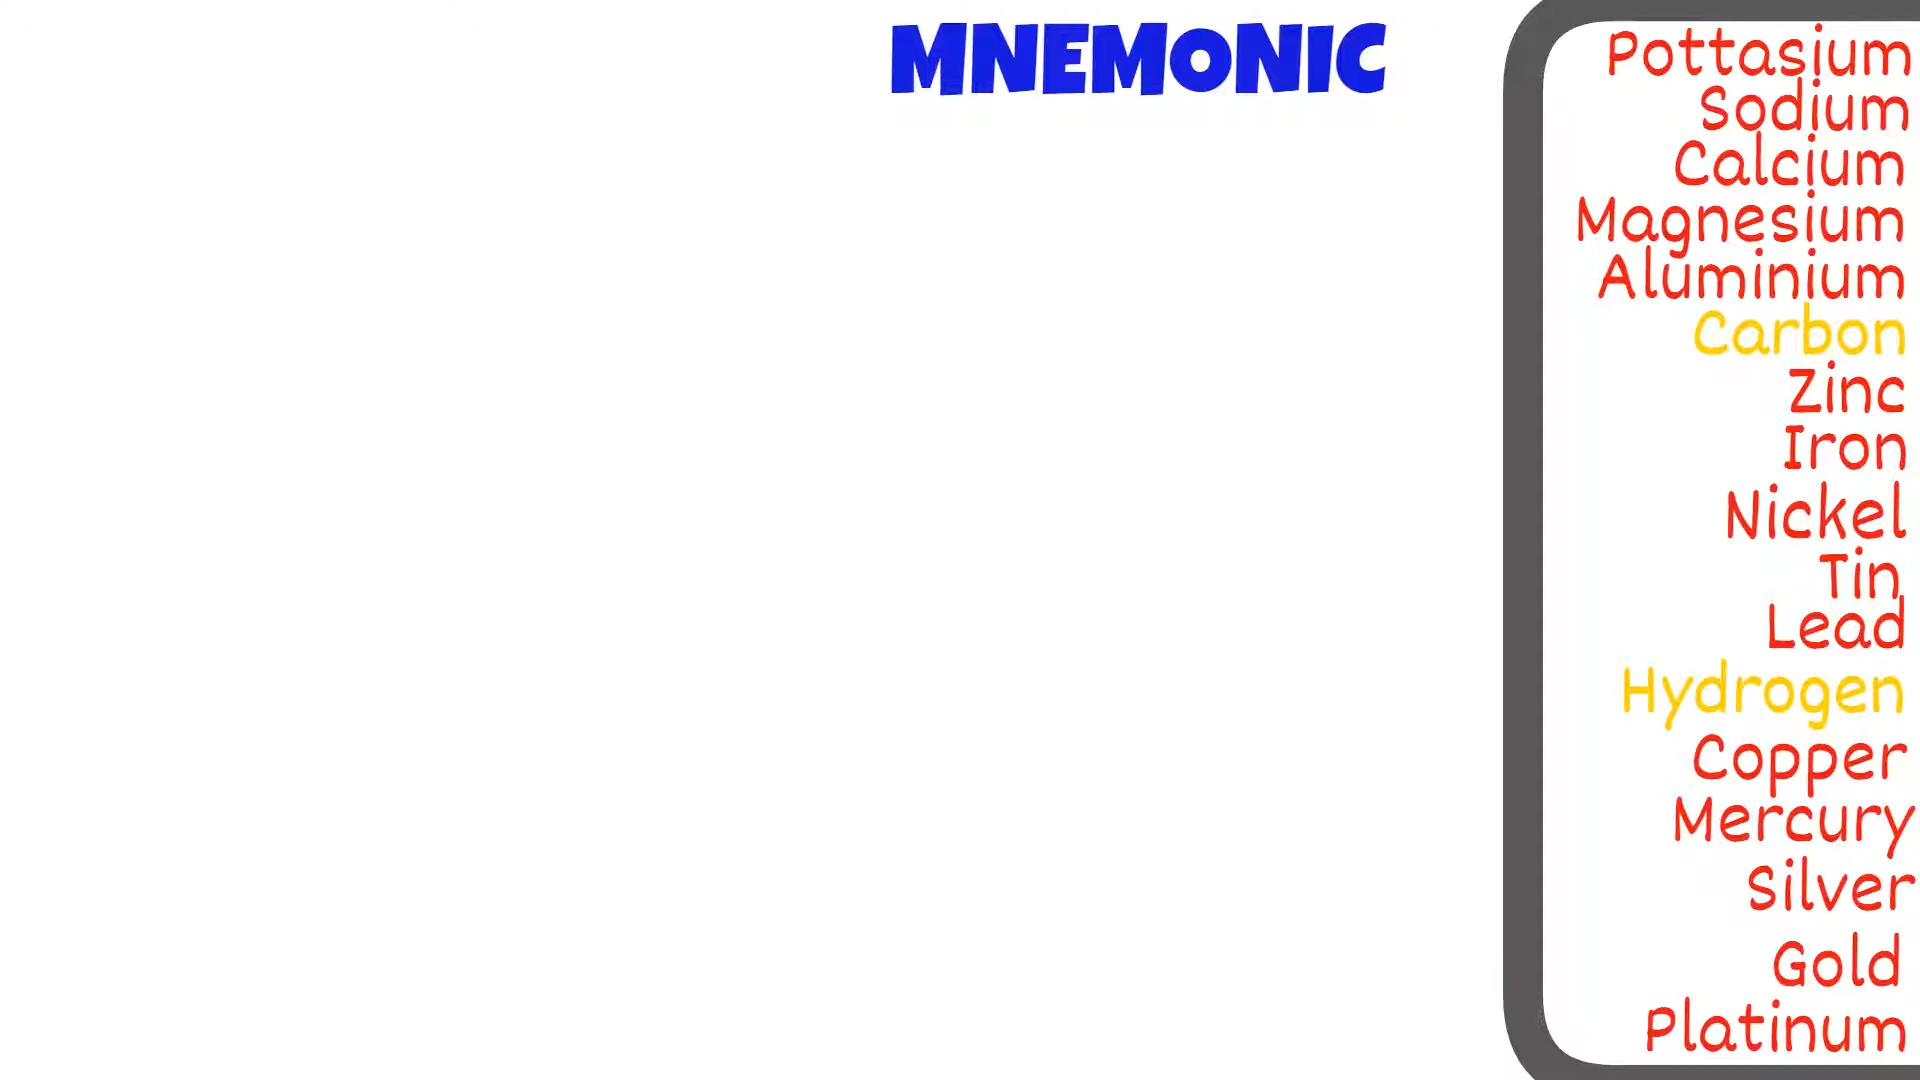 MNEMONIC
Pottasium
Sodium
Calcium
Magnesium
Aluminium
Carbon
Zinc
Iron
Nickel
Tin
Lead
Hydrogen
Copper
Mercury
Silver
Gold
Platinum